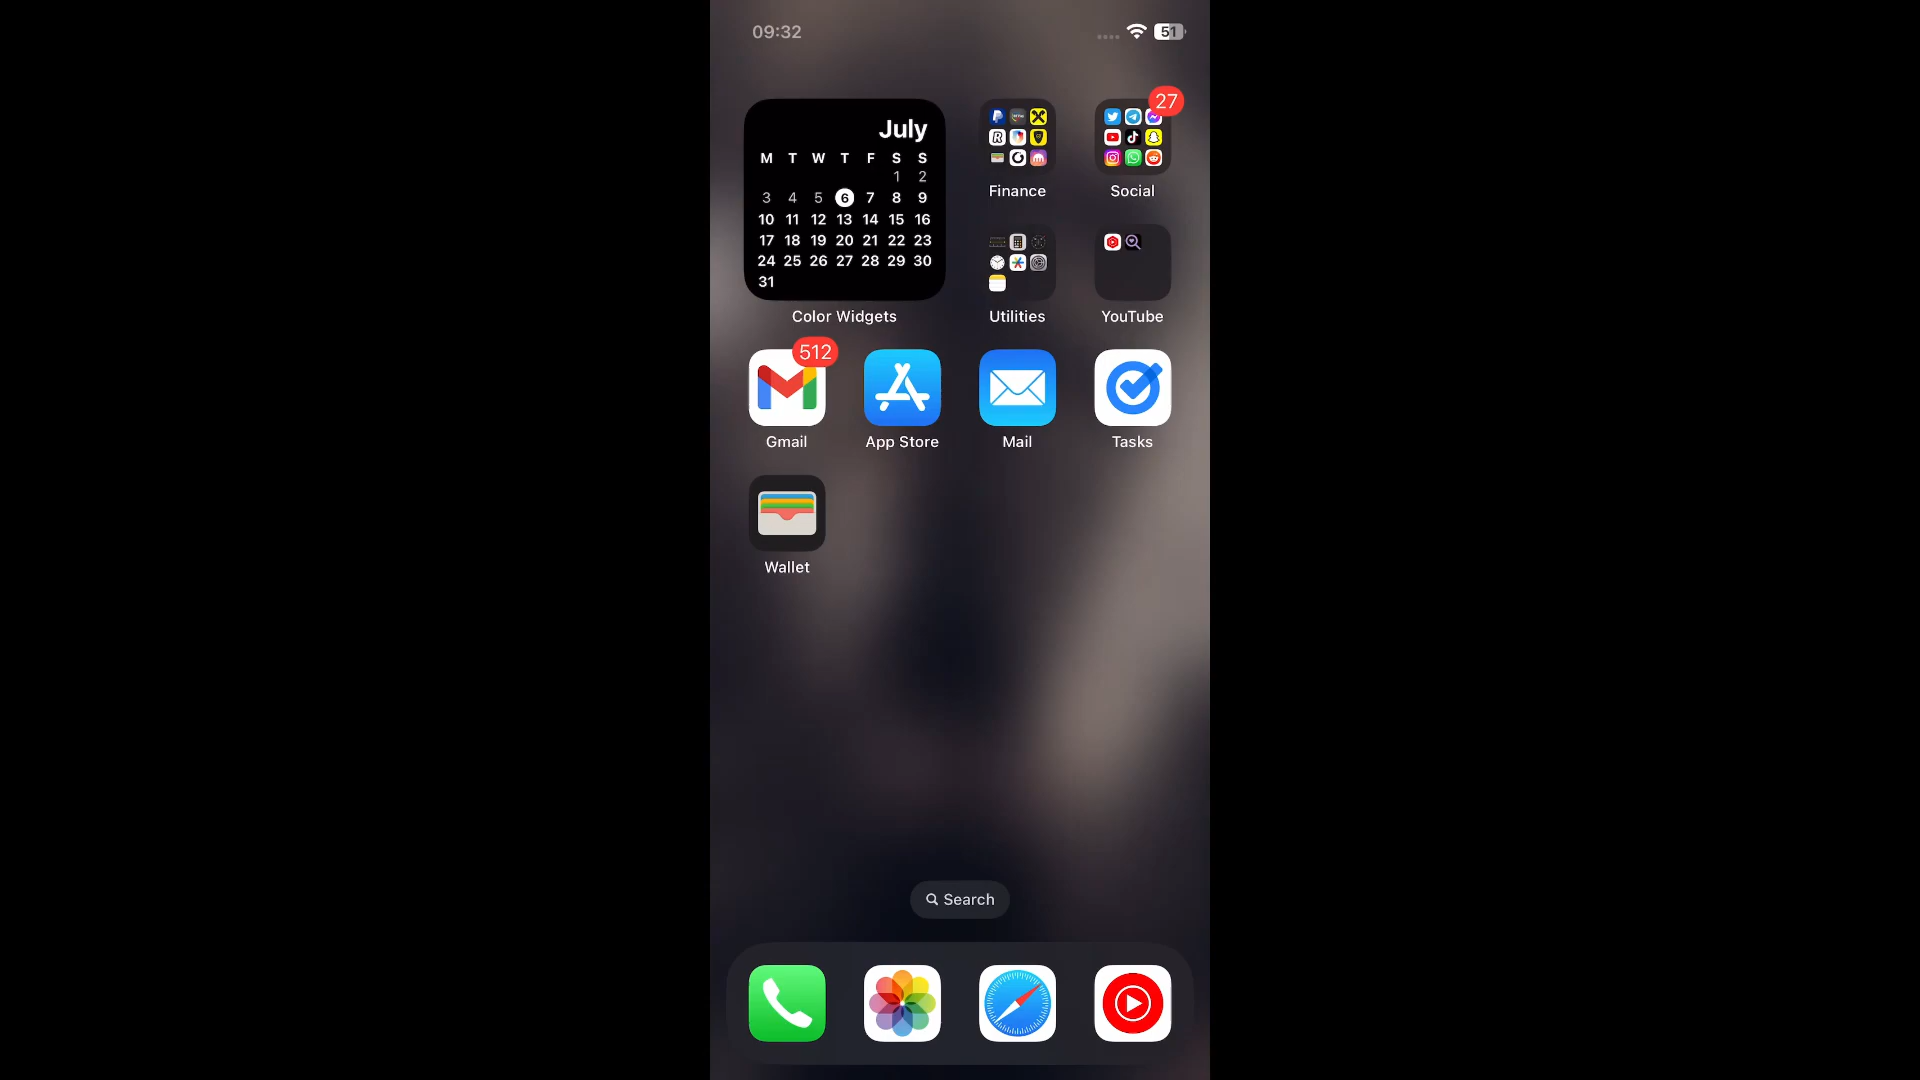 09:32
51
July
M T W T F S S
1 2
3 4 5 6 7 8 9
10 11 12 13 14 15 16
17 18 19 20 21 22 23
24 25 26 27 28 29 30
31
Color Widgets
Finance
27
Social
Utilities
YouTube
512
Gmail
App Store
Mail
Tasks
Wallet
Search